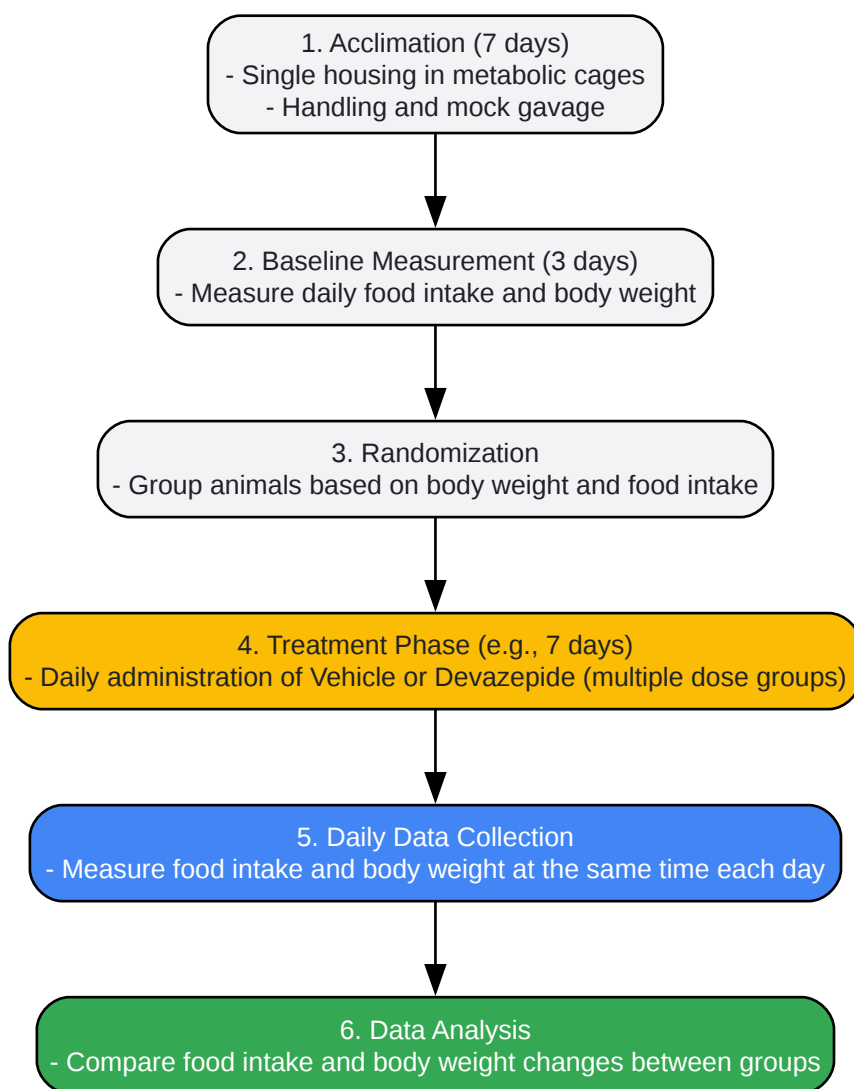 1. Acclimation (7 days)
- Single housing in metabolic cages
- Handling and mock gavage
2. Baseline Measurement (3 days)
- Measure daily food intake and body weight
3. Randomization
- Group animals based on body weight and food intake
4. Treatment Phase (e.g., 7 days)
- Daily administration of Vehicle or Devazepide (multiple dose groups)
5. Daily Data Collection
- Measure food intake and body weight at the same time each day
6. Data Analysis
- Compare food intake and body weight changes between groups